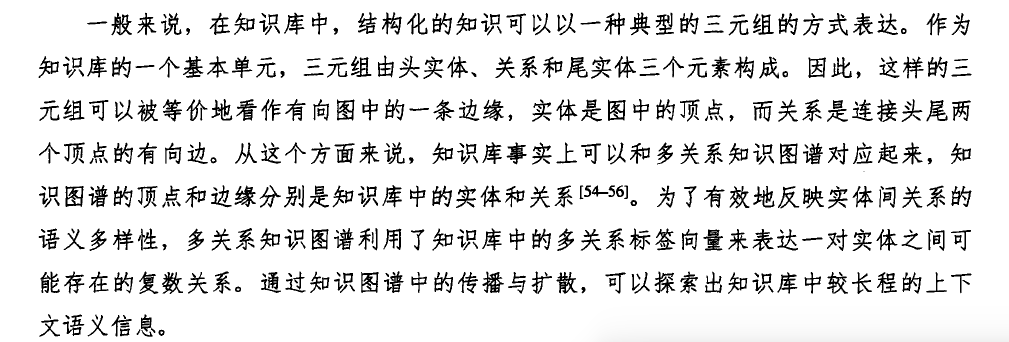 一般来说，在知识库中，结构化的知识可以以一种典型的三元组的方式表达。作为
知识库的一个基本单元，三元组由头实体、关系和尾实体三个元素构成。因此，这样的三
元组可以被等价地看作有向图中的一条边缘，实体是图中的顶点，而关系是连接头尾两
个顶点的有向边。从这个方面来说，知识库事实上可以和多关系知识图谱对应起来，知
识图谱的顶点和边缘分别是知识库中的实体和关系[54–56]。为了有效地反映实体间关系的
语义多样性，多关系知识图谱利用了知识库中的多关系标签向量来表达一对实体之间可
能存在的复数关系。通过知识图谱中的传播与扩散，可以探索出知识库中较长程的上下
文语义信息。